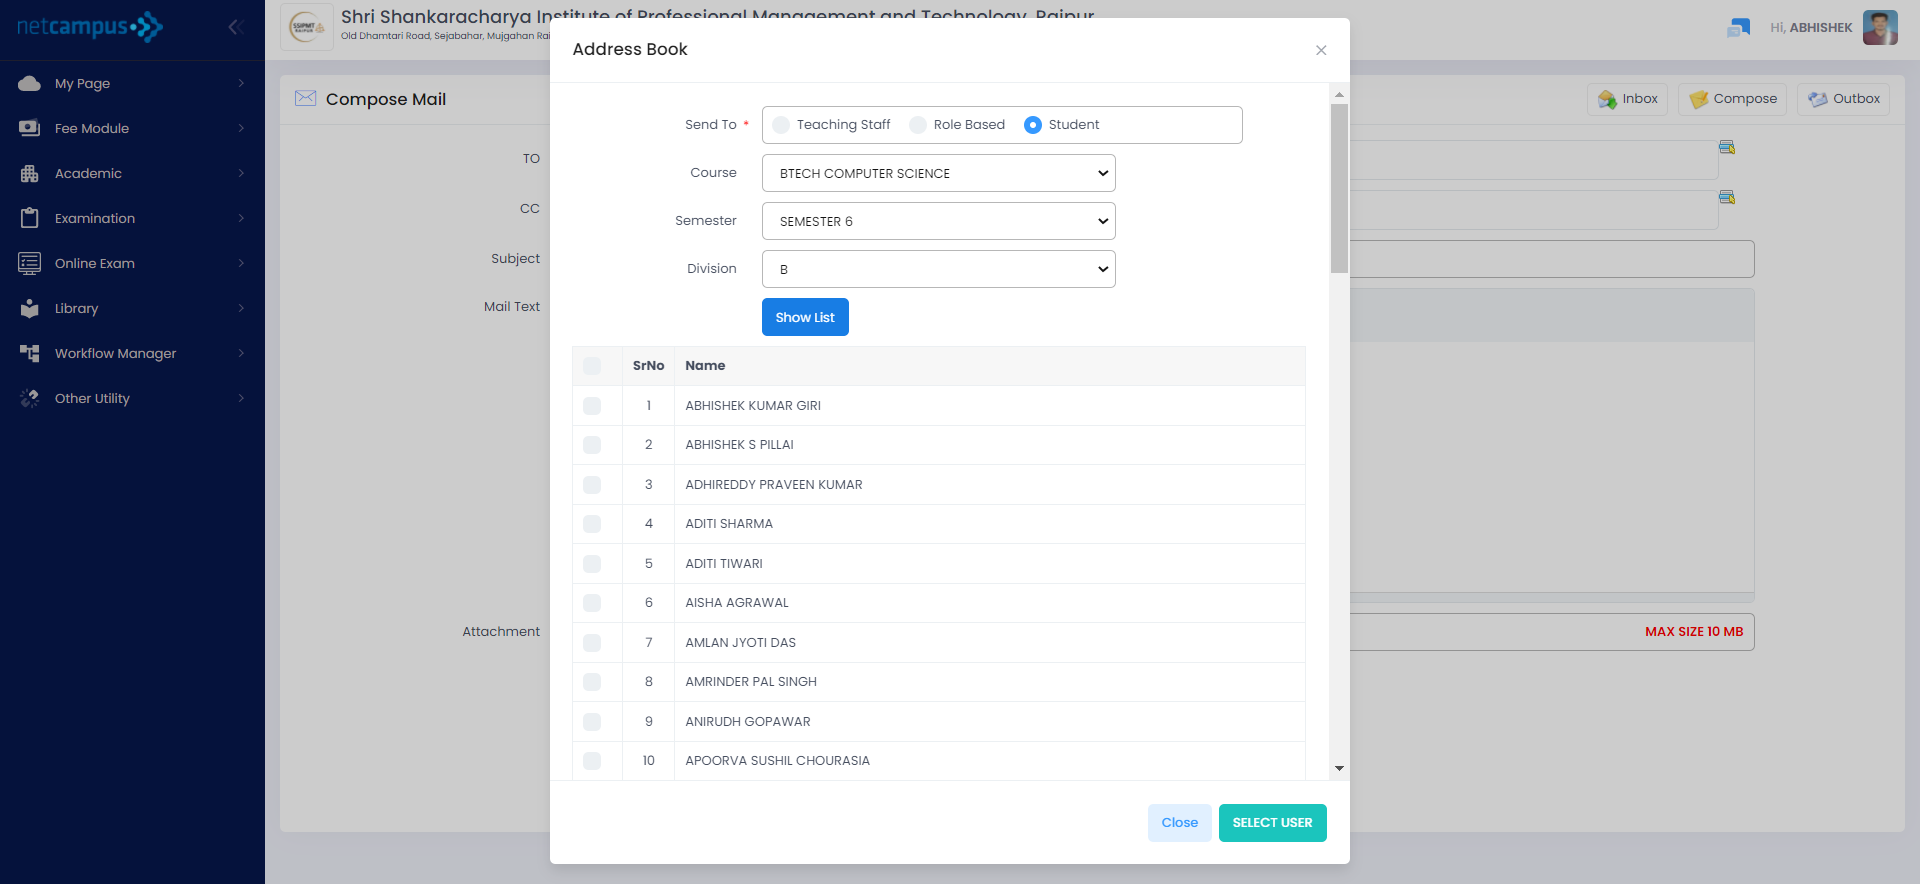 netcampus
Shri Shankaracharya Institute of Professional Management and Technology, Raipur
Old Dhamtari Road, Sejabahar, Mujgahan Rai
Hi, ABHISHEK
My Page
Fee Module
Academic
Examination
Online Exam
Library
Workflow Manager
Other Utility
Compose Mail
Inbox
Compose
Outbox
TO
CC
Subject
Mail Text
Attachment
MAX SIZE 10 MB
Address Book
Send To *
Teaching Staff
Role Based
Student
Course
BTECH COMPUTER SCIENCE
Semester
SEMESTER 6
Division
B
Show List
SrNo Name
1 ABHISHEK KUMAR GIRI
2 ABHISHEK S PILLAI
3 ADHIREDDY PRAVEEN KUMAR
4 ADITI SHARMA
5 ADITI TIWARI
6 AISHA AGRAWAL
7 AMLAN JYOTI DAS
8 AMRINDER PAL SINGH
9 ANIRUDH GOPAWAR
10 APOORVA SUSHIL CHOURASIA
Close
SELECT USER